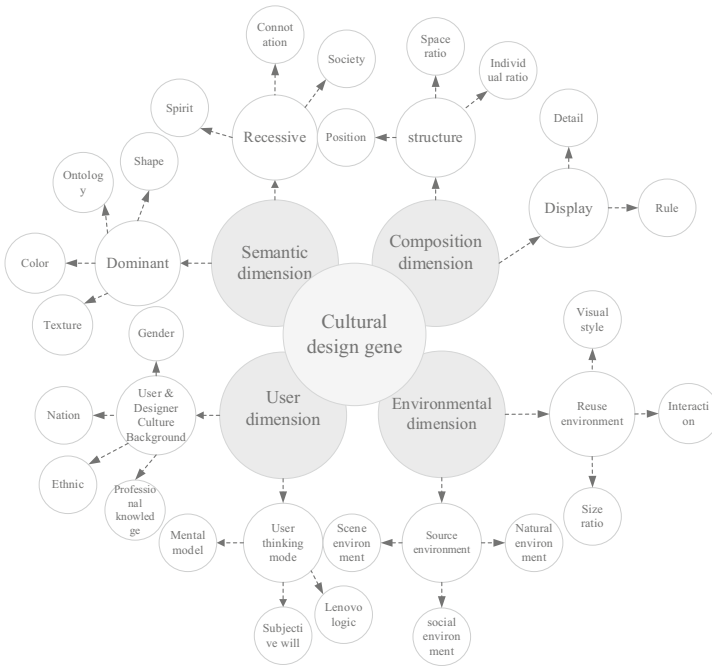 Connot
ation
Society
Spirit
Recessive
Position
Space
ratio
Individ
ual ratio
structure
Detail
Display
Rule
Shape
Ontolog
y
Color
Dominant
Texture
Semantic
dimension
Composition
dimension
Cultural
design gene
User
dimension
Environmental
dimension
Gender
Nation
User &
Designer
Culture
Background
Ethnic
Professio
nal
knowled
ge
Mental
model
User
thinking
mode
Subjecti
ve will
Lenovo
logic
Scene
environ
ment
Source
environment
Natural
environ
ment
social
environ
ment
Visual
style
Reuse
environment
Interacti
on
Size
ratio